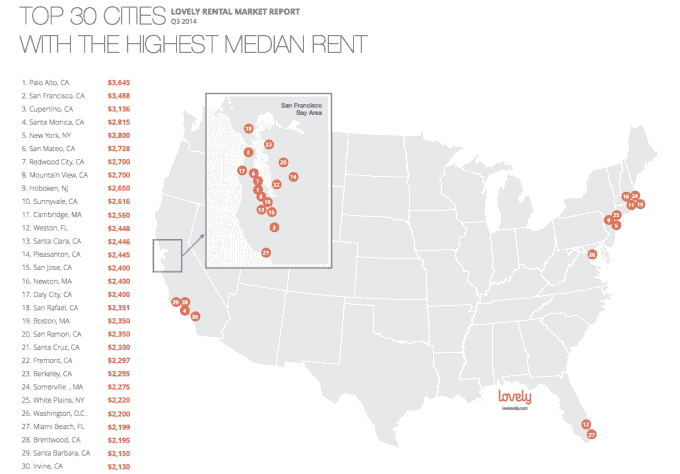 TOP 30 CITIES LOVELY RENTAL MARKET REPORT
Q3 2014
WITH THE HIGHEST MEDIAN RENT
1. Palo Alto, CA $3,645
2. San Francisco, CA $3,488
3. Cupertino, CA $3,136
4. Santa Monica, CA $2,815
5. New York, NY $2,800
6. San Mateo, CA $2,728
7. Redwood City, CA $2,700
8. Mountain View, CA $2,700
9. Hoboken, NJ $2,650
10. Sunnyvale, CA $2,616
11. Cambridge, MA $2,550
12. Weston, FL $2,448
13. Santa Clara, CA $2,446
14. Pleasanton, CA $2,445
15. San Jose, CA $2,400
16. Newton, MA $2,400
17. Daly City, CA $2,400
18. San Rafael, CA $2,351
19. Boston, MA $2,350
20. San Ramon, CA $2,350
21. Santa Cruz, CA $2,300
22. Fremont, CA $2,297
23. Berkeley, CA $2,295
24. Somerville , MA $2,275
25. White Plains, NY $2,220
26. Washington, D.C. $2,200
27. Miami Beach, FL $2,199
28. Brentwood, CA $2,195
29. Santa Barbara, CA $2,150
30. Irvine, CA $2,130
San Francisco
Bay Area
2
23
20
17
14
22
15
3
21
29
28
4
30
16
24
11
19
25
26
12
27
lovely
livelovely.com